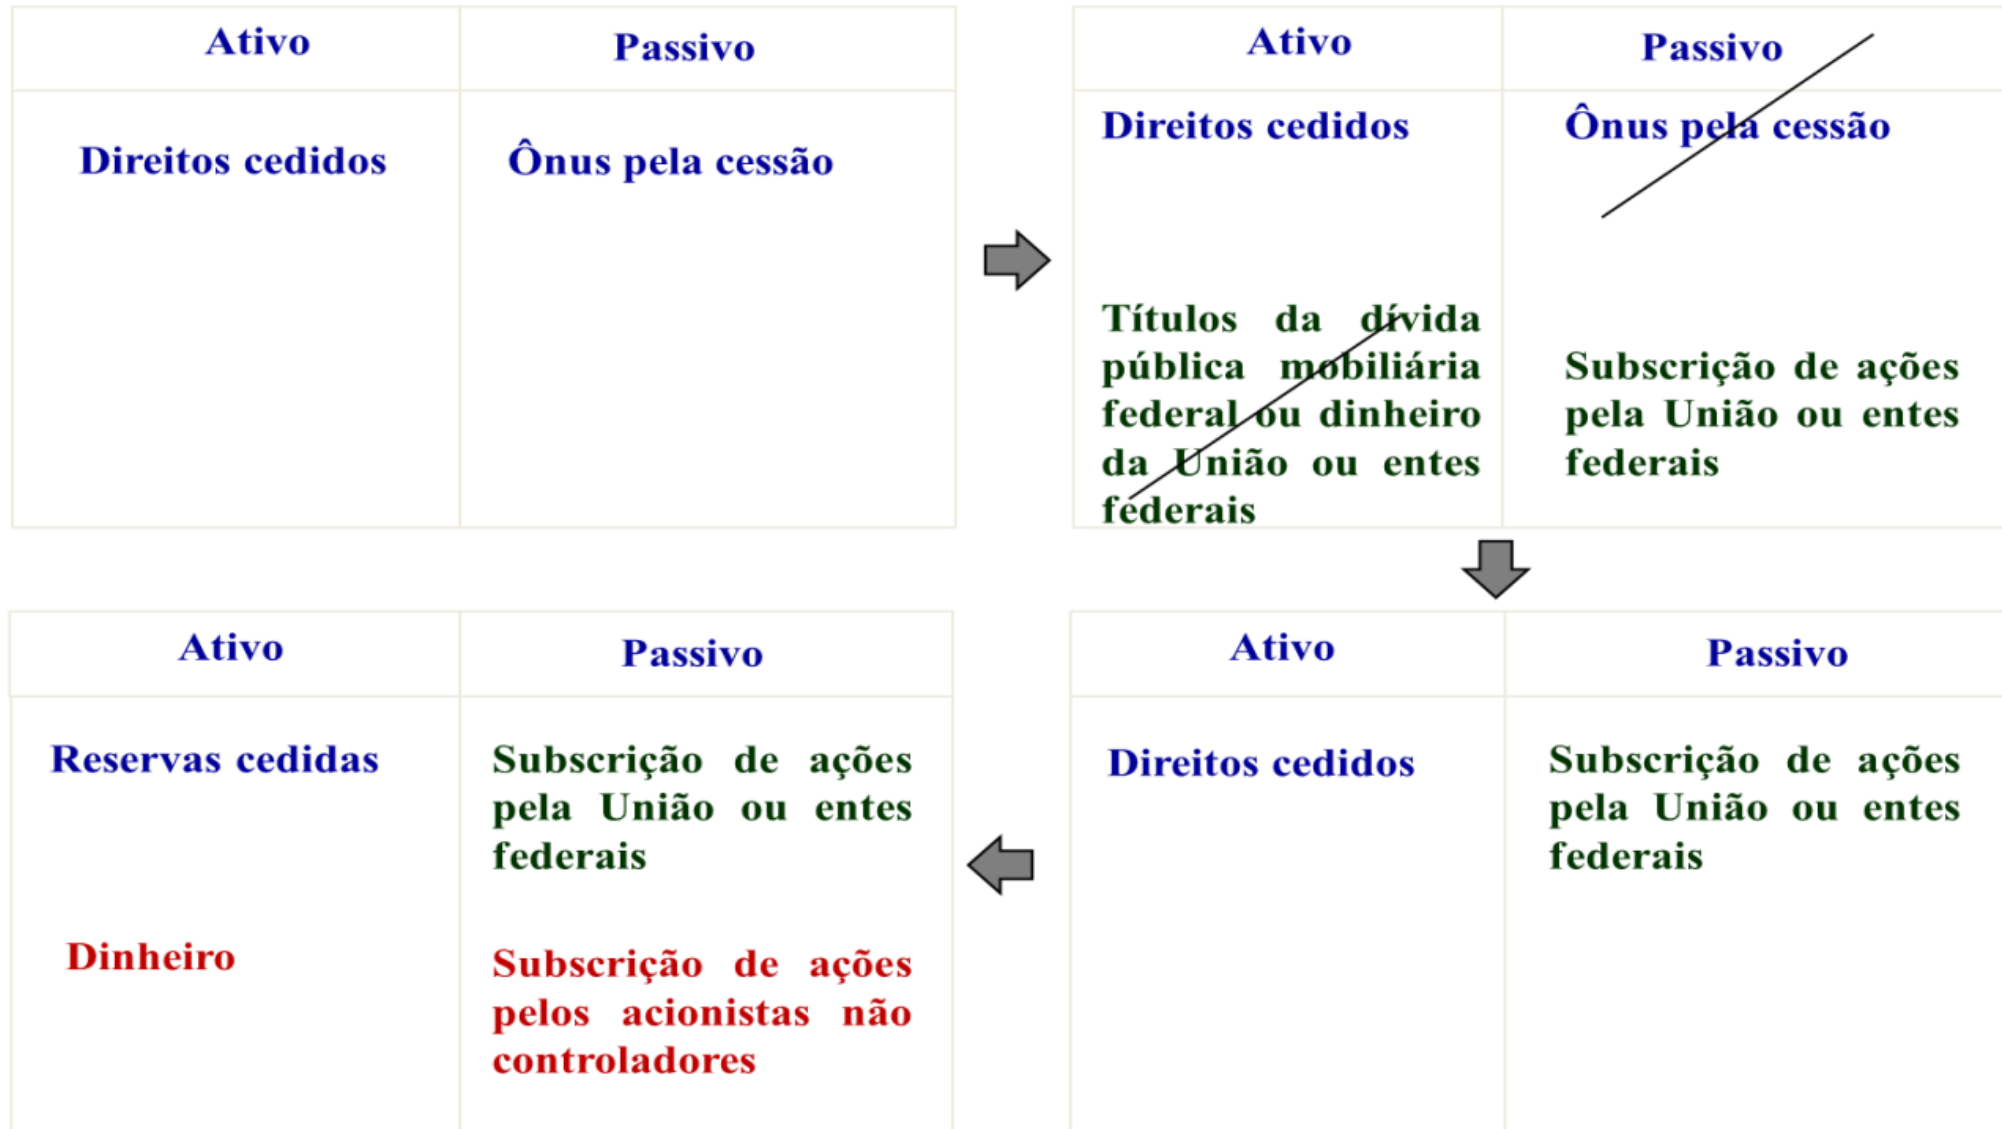 Ativo
Passivo
Direitos cedidos
Ônus pela cessão
Ativo
Passivo
Direitos cedidos
Ônus pela cessão
Títulos da dívida
pública mobiliária
federal ou dinheiro
da União ou entes
federais
Subscrição de ações
pela União ou entes
federais
Ativo
Passivo
Reservas cedidas
Subscrição de ações
pela União ou entes
federais
Dinheiro
Subscrição de ações
pelos acionistas não
controladores
Ativo
Passivo
Direitos cedidos
Subscrição de ações
pela União ou entes
federais